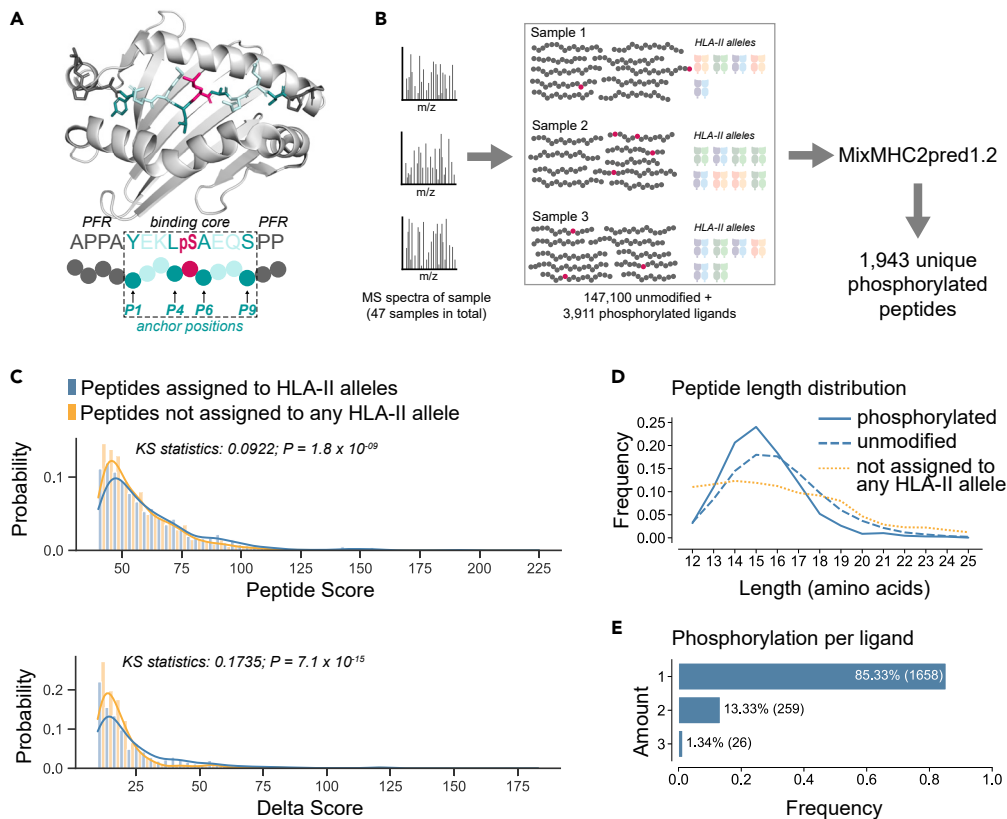 A
PFR
binding core
PFR
APPAYEKLpSAEQSPP
P1
P4
P6
P9
anchor positions
B
m/z
m/z
m/z
MS spectra of sample
(47 samples in total)
Sample 1
HLA-II alleles
Sample 2
HLA-II alleles
Sample 3
HLA-II alleles
147,100 unmodified +
3,911 phosphorylated ligands
MixMHC2pred1.2
1,943 unique
phosphorylated
peptides
C
Peptides assigned to HLA-II alleles
Peptides not assigned to any HLA-II allele
KS statistics: 0.0922; P = 1.8 x 10-09
Probability
0.1
0.0
50 75 100 125 150 175 200 225
Peptide Score
KS statistics: 0.1735; P = 7.1 x 10-15
Probability
0.2
0.1
0.0
25 50 75 100 125 150 175
Delta Score
D
Peptide length distribution
phosphorylated
unmodified
not assigned to
any HLA-II allele
Frequency
0.25
0.20
0.15
0.10
0.05
0.00
12 13 14 15 16 17 18 19 20 21 22 23 24 25
Length (amino acids)
E
Phosphorylation per ligand
Amount
1
85.33% (1658)
2
13.33% (259)
3
1.34% (26)
0.0 0.2 0.4 0.6 0.8 1.0
Frequency